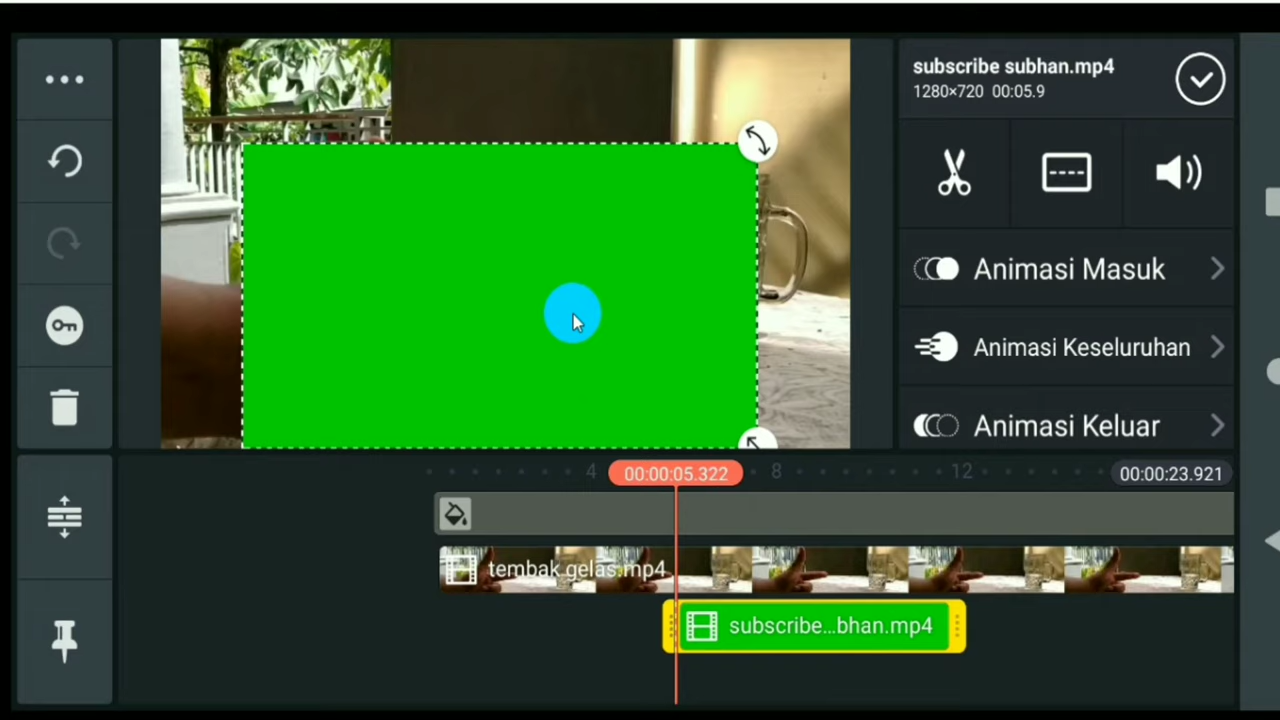 subscribe subhan.mp4
1280×720 00:05.9
Animasi Masuk
Animasi Keseluruhan
Animasi Keluar
4
00:00:05.322
8
12
00:00:23.921
tembak gelas.mp4
subscribe...bhan.mp4